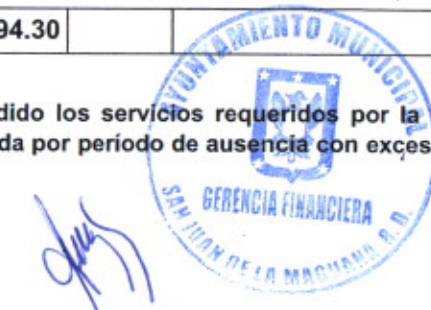 94.30
dido los servicios requeridos por la
da por período de ausencia con exces
AYUNTAMIENTO MUNICIPAL
GERENCIA FINANCIERA
SAN JUAN DE LA MAGUANA R.D.